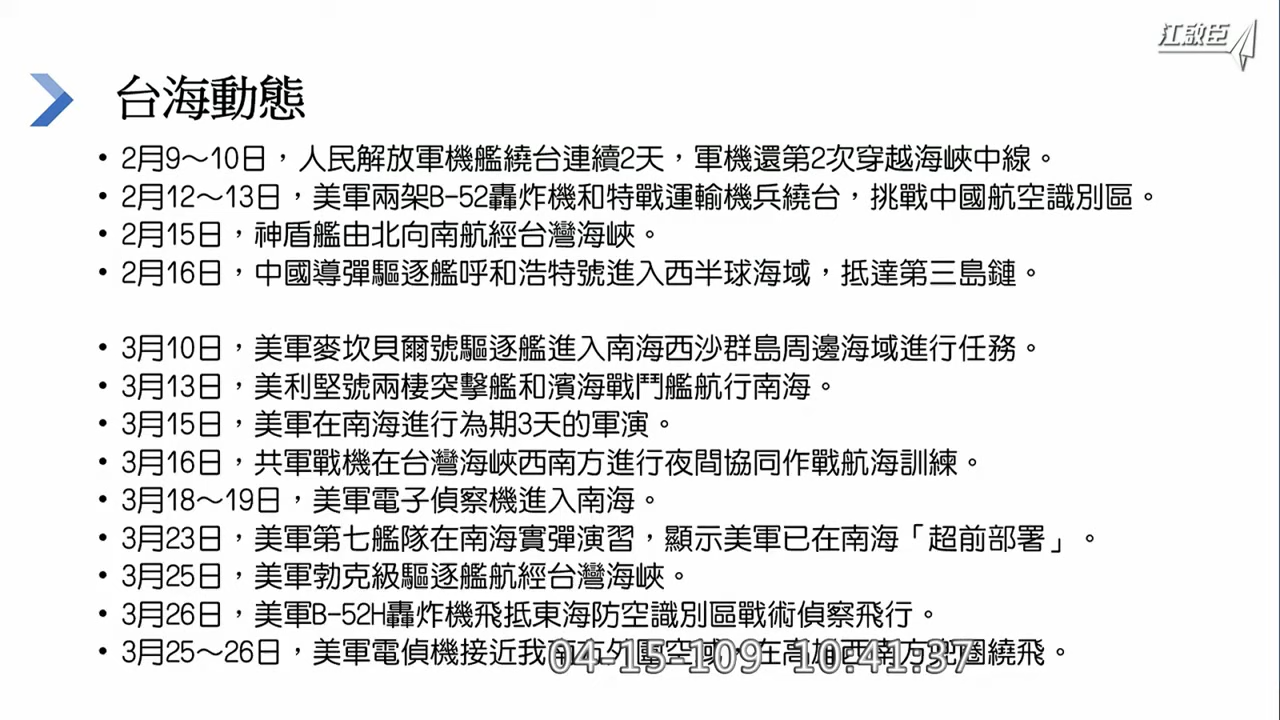 江啟臣
台海動態
• 2月9~10日，人民解放軍機艦繞台連續2天，軍機還第2次穿越海峽中線。
• 2月12~13日，美軍兩架B-52轟炸機和特戰運輸機兵繞台，挑戰中國航空識別區。
• 2月15日，神盾艦由北向南航經台灣海峽。
• 2月16日，中國導彈驅逐艦呼和浩特號進入西半球海域，抵達第三島鏈。
• 3月10日，美軍麥坎貝爾號驅逐艦進入南海西沙群島周邊海域進行任務。
• 3月13日，美利堅號兩棲突擊艦和濱海戰鬥艦航行南海。
• 3月15日，美軍在南海進行為期3天的軍演。
• 3月16日，共軍戰機在台灣海峽西南方進行夜間協同作戰航海訓練。
• 3月18~19日，美軍電子偵察機進入南海。
• 3月23日，美軍第七艦隊在南海實彈演習，顯示美軍已在南海「超前部署」。
• 3月25日，美軍勃克級驅逐艦航經台灣海峽。
• 3月26日，美軍B-52H轟炸機飛抵東海防空識別區戰術偵察飛行。
• 3月25~26日，美軍電偵機接近我 空域，在高 西南方 繞飛。
04-15-109 10:41:37